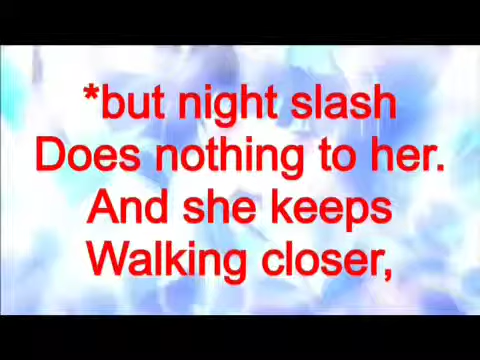 *but night slash
Does nothing to her.
And she keeps
Walking closer,